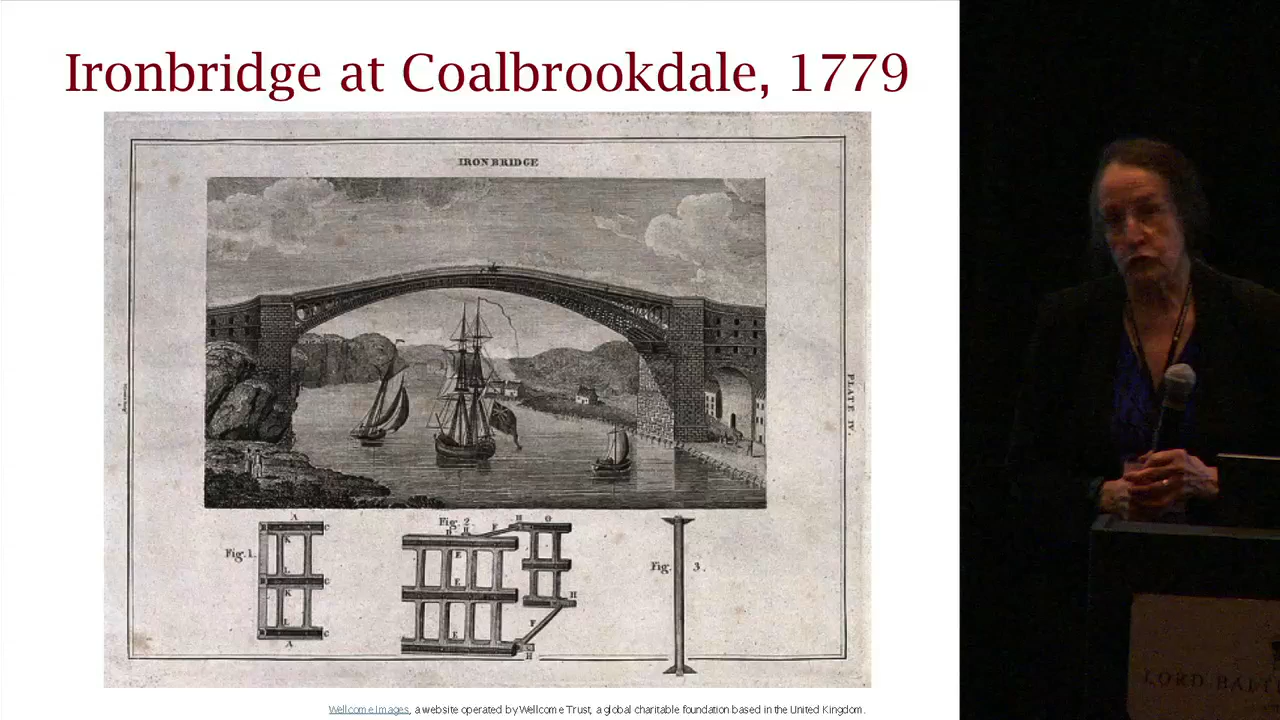 Ironbridge at Coalbrookdale, 1779
IRON BRIDGE
PLATE IV.
A
C
K
L
C
K
L
C
A
Fig. 1.
Fig. 2.
H
H
F
H
O
E
E
E
H
F
H
Fig. 3.
Wellcome Images, a website operated by Wellcome Trust, a global charitable foundation based in the United Kingdom.
LORD